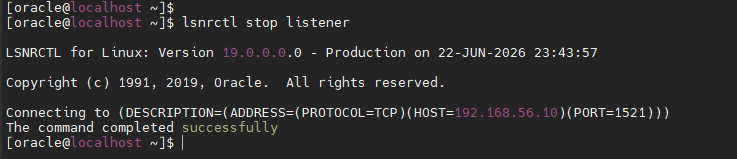 [oracle@localhost ~]$
[oracle@localhost ~]$ lsnrctl stop listener
LSNRCTL for Linux: Version 19.0.0.0.0 - Production on 22-JUN-2026 23:43:57
Copyright (c) 1991, 2019, Oracle.  All rights reserved.
Connecting to (DESCRIPTION=(ADDRESS=(PROTOCOL=TCP)(HOST=192.168.56.10)(PORT=1521)))
The command completed successfully
[oracle@localhost ~]$